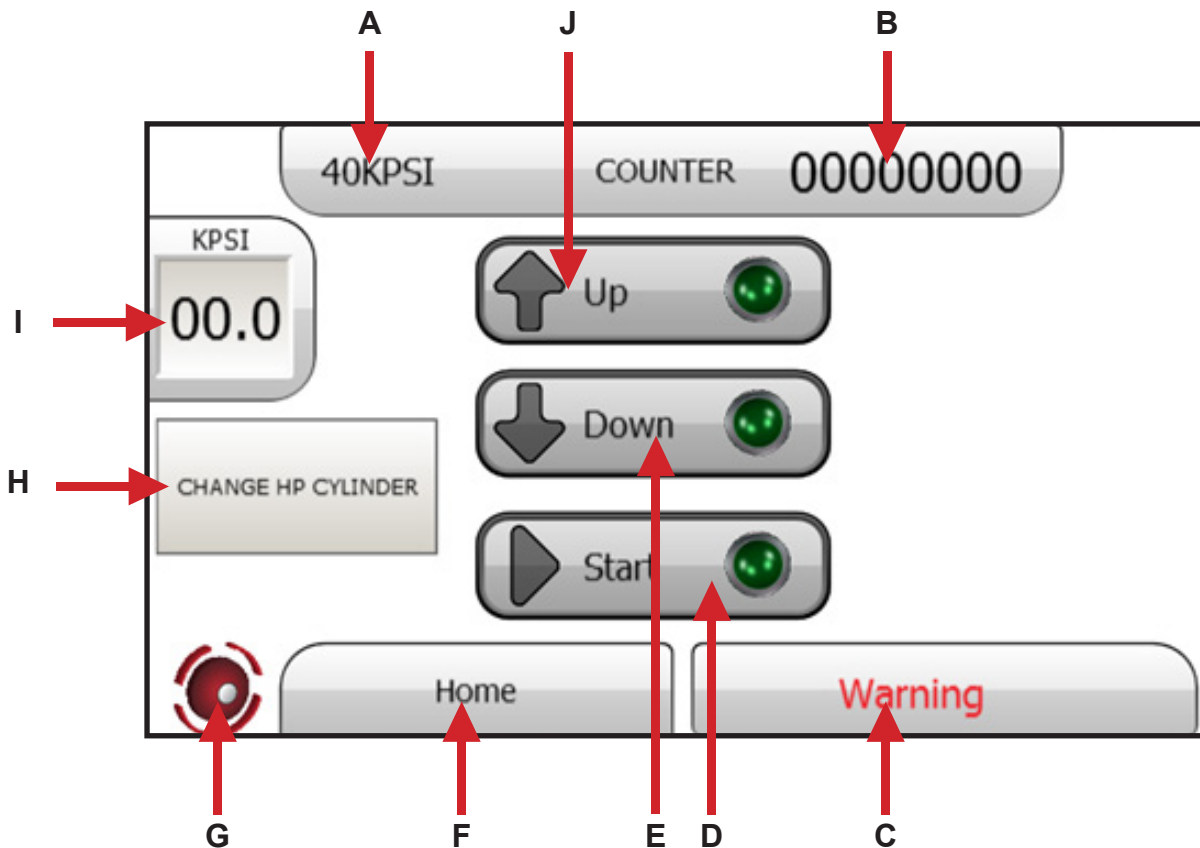 A J B
40KPSI COUNTER 00000000
KPSI
00.0
I
Up
Down
H
CHANGE HP CYLINDER
Start
Home
Warning
G F E D C